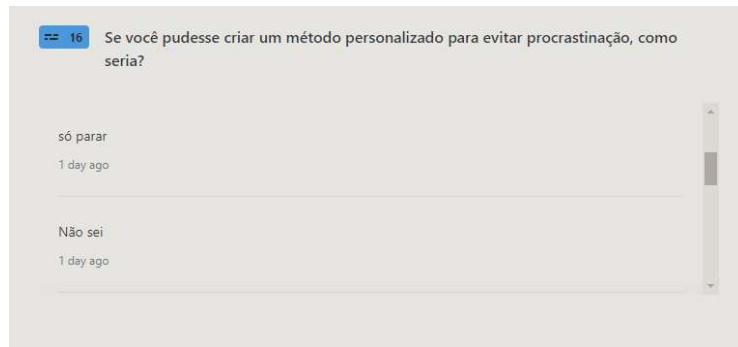 16 Se você pudesse criar um método personalizado para evitar procrastinação, como
seria?
só parar
1 day ago
Não sei
1 day ago